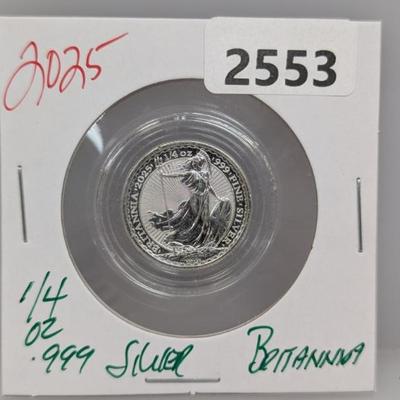 2025
2553
BRITANNIA · 2025 · 1/4 oz · 999 · FINE · SILVER
1/4
oz
.999 Silver Britannia